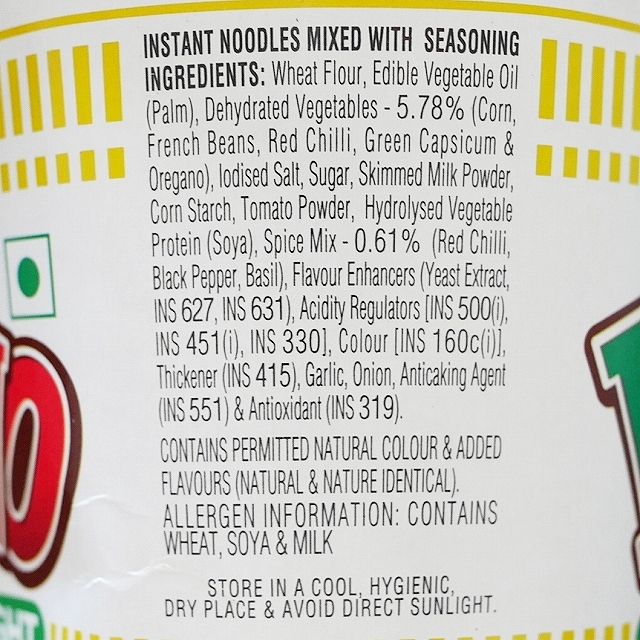 INSTANT NOODLES MIXED WITH SEASONING
INGREDIENTS: Wheat Flour, Edible Vegetable Oil
(Palm), Dehydrated Vegetables - 5.78% (Corn,
French Beans, Red Chilli, Green Capsicum &
Oregano), Iodised Salt, Sugar, Skimmed Milk Powder,
Corn Starch, Tomato Powder, Hydrolysed Vegetable
Protein (Soya), Spice Mix - 0.61% (Red Chilli,
Black Pepper, Basil), Flavour Enhancers (Yeast Extract,
INS 627, INS 631), Acidity Regulators [INS 500(i),
INS 451(i), INS 330], Colour [INS 160c(i)],
Thickener (INS 415), Garlic, Onion, Anticaking Agent
(INS 551) & Antioxidant (INS 319).
CONTAINS PERMITTED NATURAL COLOUR & ADDED
FLAVOURS (NATURAL & NATURE IDENTICAL).
ALLERGEN INFORMATION: CONTAINS
WHEAT, SOYA & MILK
STORE IN A COOL, HYGIENIC,
DRY PLACE & AVOID DIRECT SUNLIGHT.